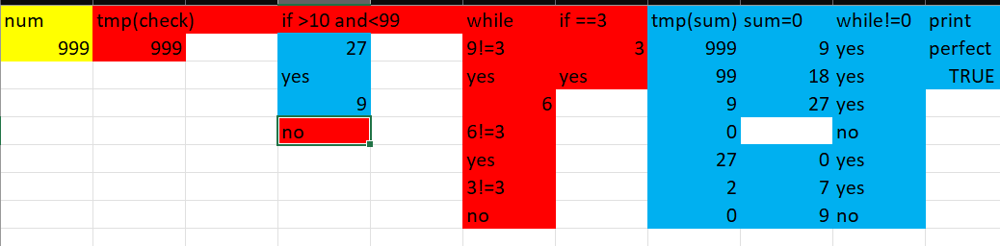 num tmp(check) if >10 and<99 while if ==3 tmp(sum) sum=0 while!=0 print
999 999 27 9!=3 3 999 9 yes perfect
yes yes yes 99 18 yes TRUE
9 6 9 27 yes
no 6!=3 0 no
yes 27 0 yes
3!=3 2 7 yes
no 0 9 no